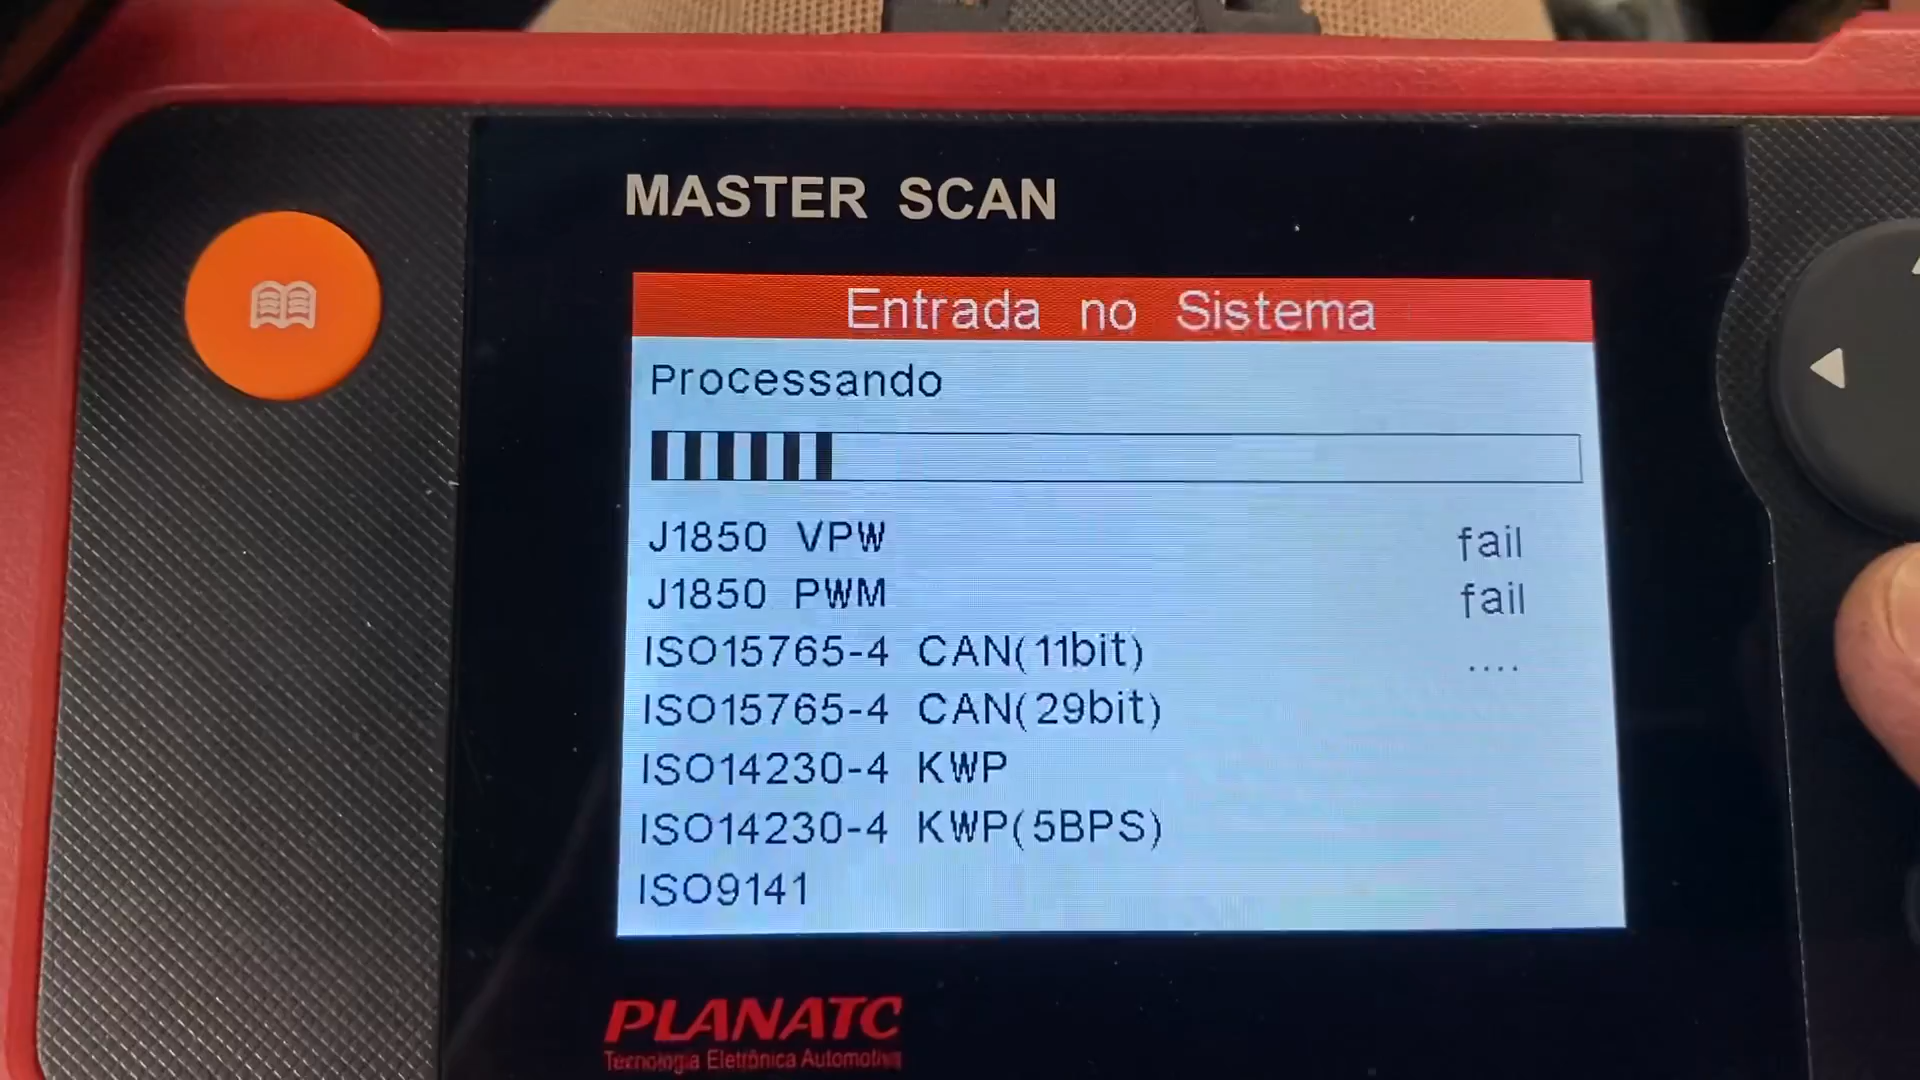 MASTER SCAN
Entrada no Sistema
Processando
J1850 VPW fail
J1850 PWM fail
ISO15765-4 CAN(11bit) ....
ISO15765-4 CAN(29bit)
ISO14230-4 KWP
ISO14230-4 KWP(5BPS)
ISO9141
PLANATC
Tecnologia Eletrônica Automotiva